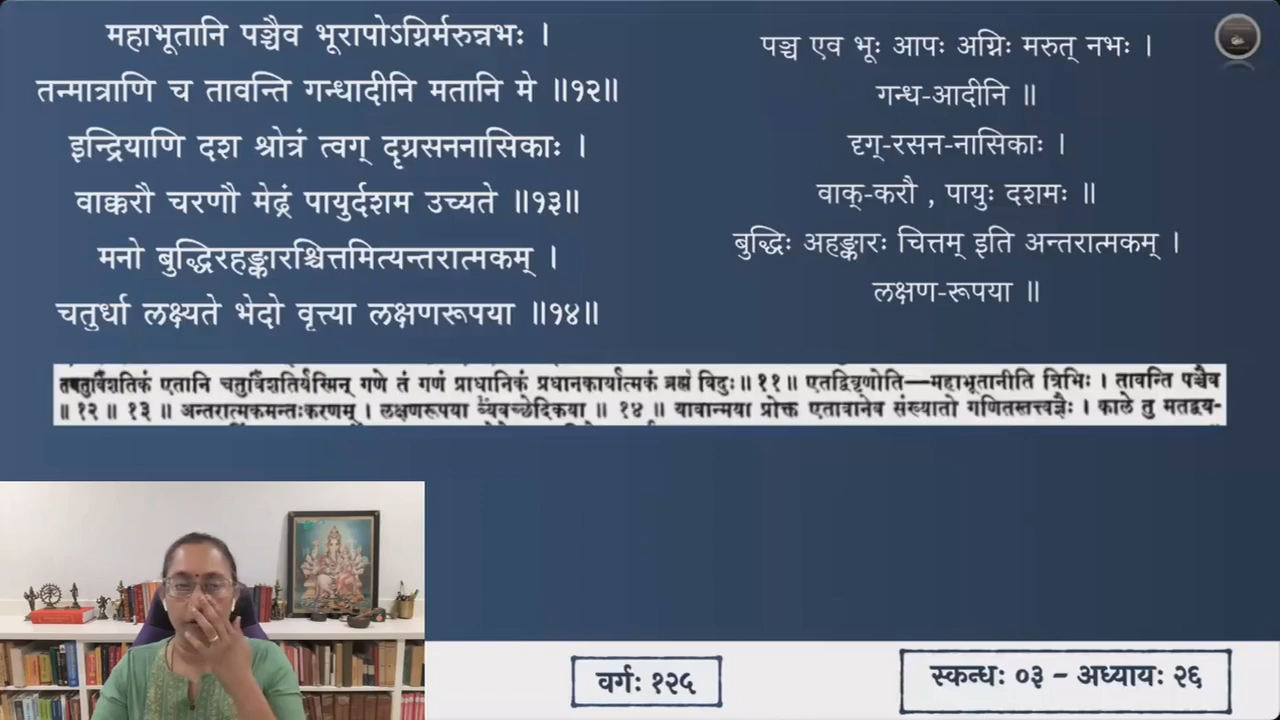 महाभूतानि पञ्चैव भूरापोऽग्निर्मरुन्नभः ।
तन्मात्राणि च तावन्ति गन्धादीनि मतानि मे ॥१२॥
इन्द्रियाणि दश श्रोत्रं त्वग् दृग्रसननासिकाः ।
वाक्करौ चरणौ मेढ्रं पायुर्दशम उच्यते ॥१३॥
मनो बुद्धिरहङ्कारश्चित्तमित्यन्तरात्मकम् ।
चतुर्धा लक्ष्यते भेदो वृत्त्या लक्षणरूपया ॥१४॥
पञ्च एव भूः आपः अग्निः मरुत् नभः ।
गन्ध-आदीनि ॥
दृग्-रसन-नासिकाः ।
वाक्-करौ , पायुः दशमः ॥
बुद्धिः अहङ्कारः चित्तम् इति अन्तरात्मकम् ।
लक्षण-रूपया ॥
एतानि चतुर्विंशतिर्यस्मिन् गणे तं गणं प्राधानिकं प्रधानकार्यात्मकं ब्रह्म विदुः॥ ११॥ एतद्विवृणोति—महाभूतानीति त्रिभिः । तावन्ति पञ्चैव
॥ १२ ॥ १३ ॥ अन्तरात्मकमन्तःकरणम् । लक्षणरूपया व्यवच्छेदिकया ॥ १४ ॥ यावान्मया प्रोक्त एतावानेव संख्यातो गणितस्तत्त्वज्ञैः । काले तु मतद्वय-
वर्गः १२५
स्कन्धः ०३ - अध्यायः २६